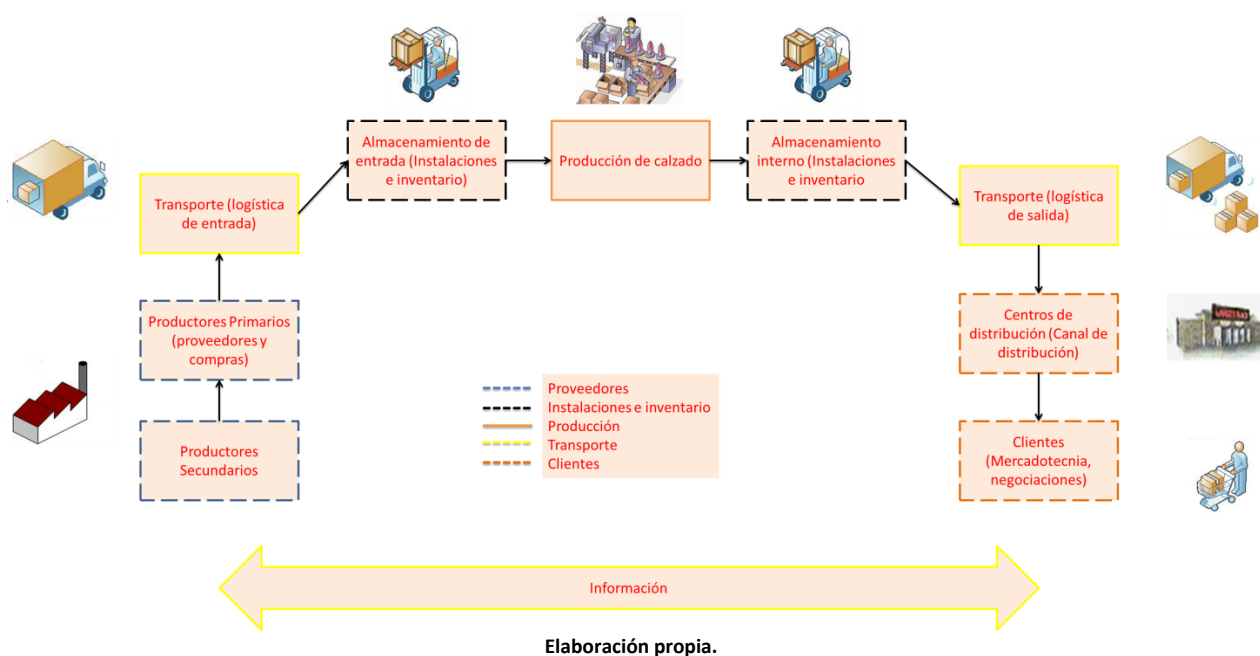 Almacenamiento de
entrada (Instalaciones
e inventario)
Producción de calzado
Almacenamiento
interno (Instalaciones
e inventario
Transporte (logística
de entrada)
Transporte (logística
de salida)
Productores Primarios
(proveedores y
compras)
Centros de
distribución (Canal de
distribución)
Productores
Secundarios
Proveedores
Instalaciones e inventario
Producción
Transporte
Clientes
Clientes
(Mercadotecnia,
negociaciones)
Información
Elaboración propia.